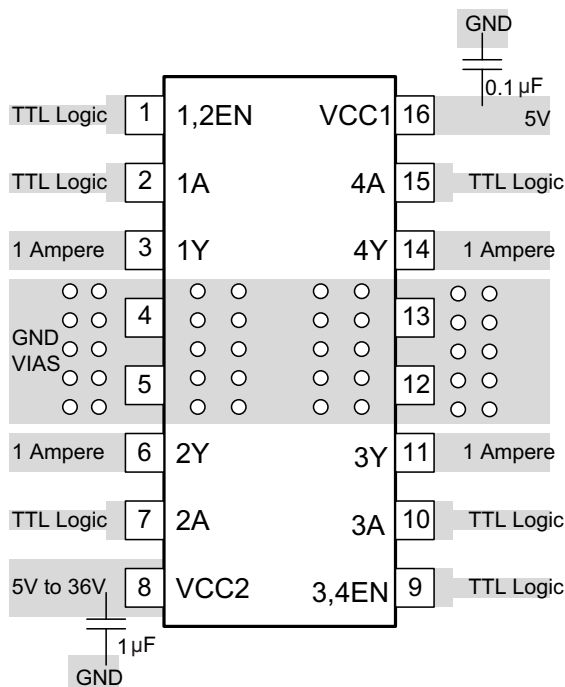 GND
0.1 µF
TTL Logic 1 1,2EN VCC1 16 5V
TTL Logic 2 1A 4A 15 TTL Logic
1 Ampere 3 1Y 4Y 14 1 Ampere
4 13
GND
VIAS
5 12
1 Ampere 6 2Y 3Y 11 1 Ampere
TTL Logic 7 2A 3A 10 TTL Logic
5V to 36V 8 VCC2 3,4EN 9 TTL Logic
1 µF
GND